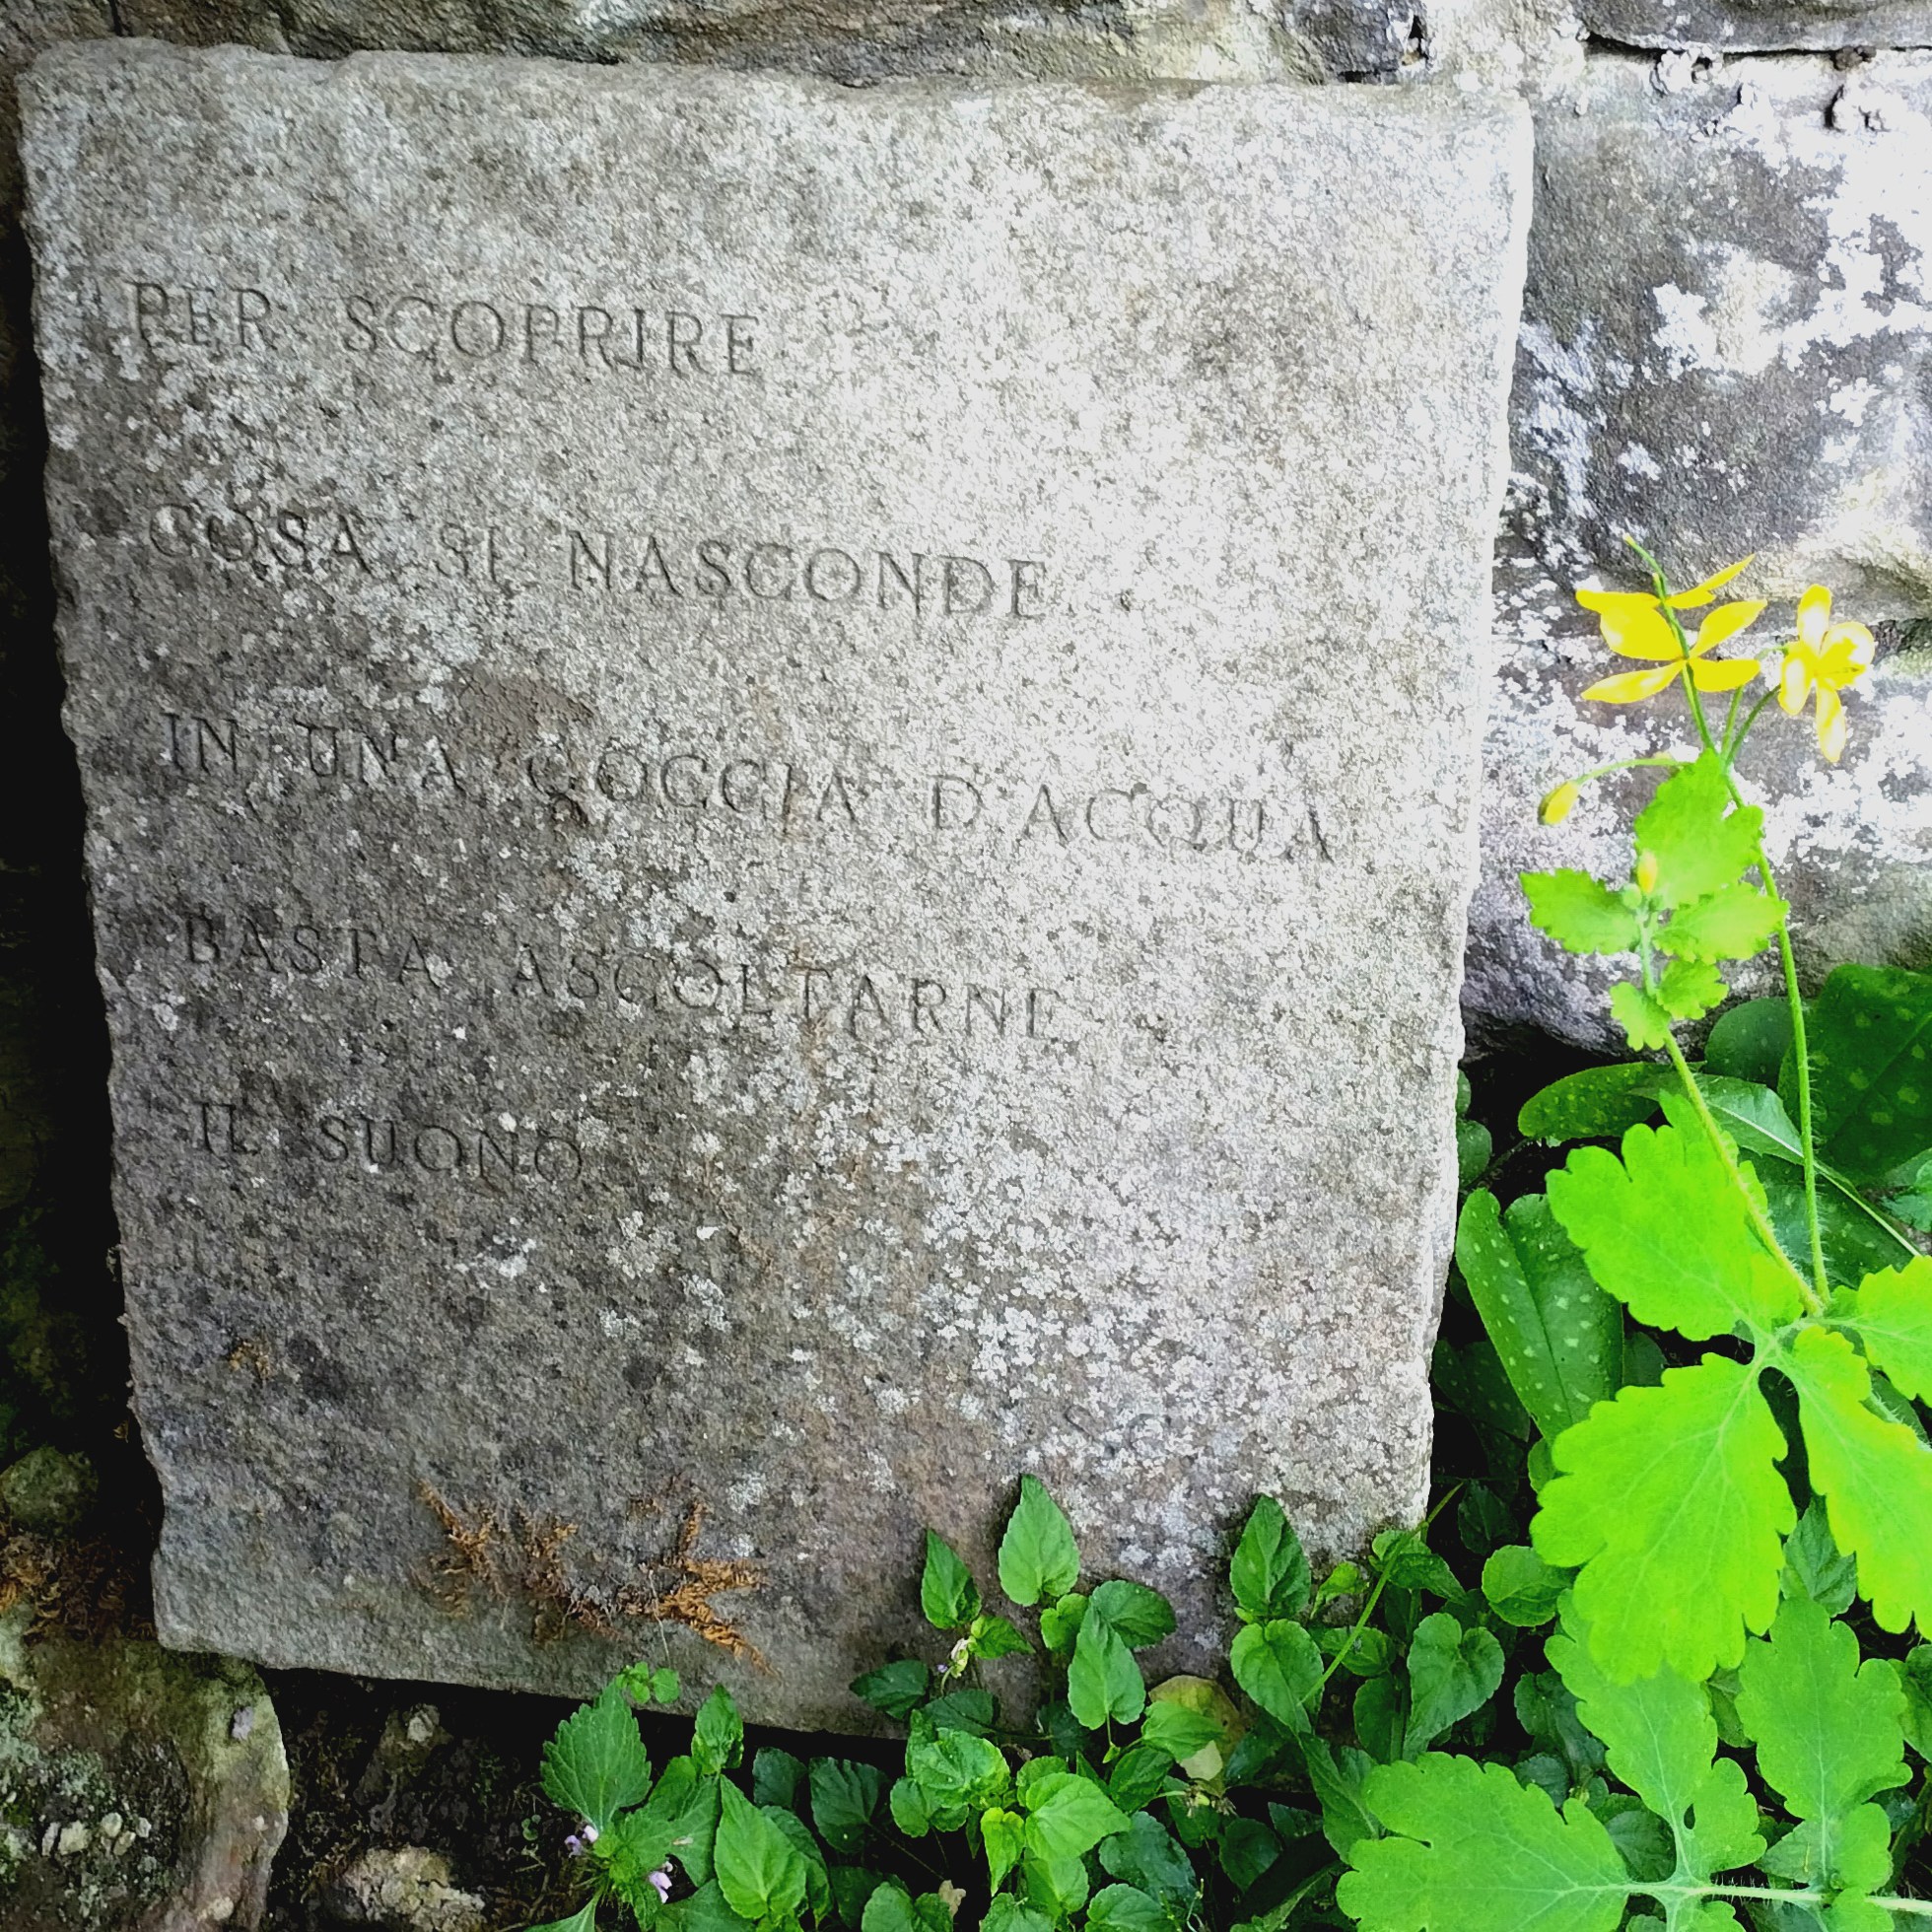 PER SCOPRIRE
COSA SI NASCONDE
IN UNA GOCCIA D'ACQUA
BASTA ASCOLTARNE
IL SUONO